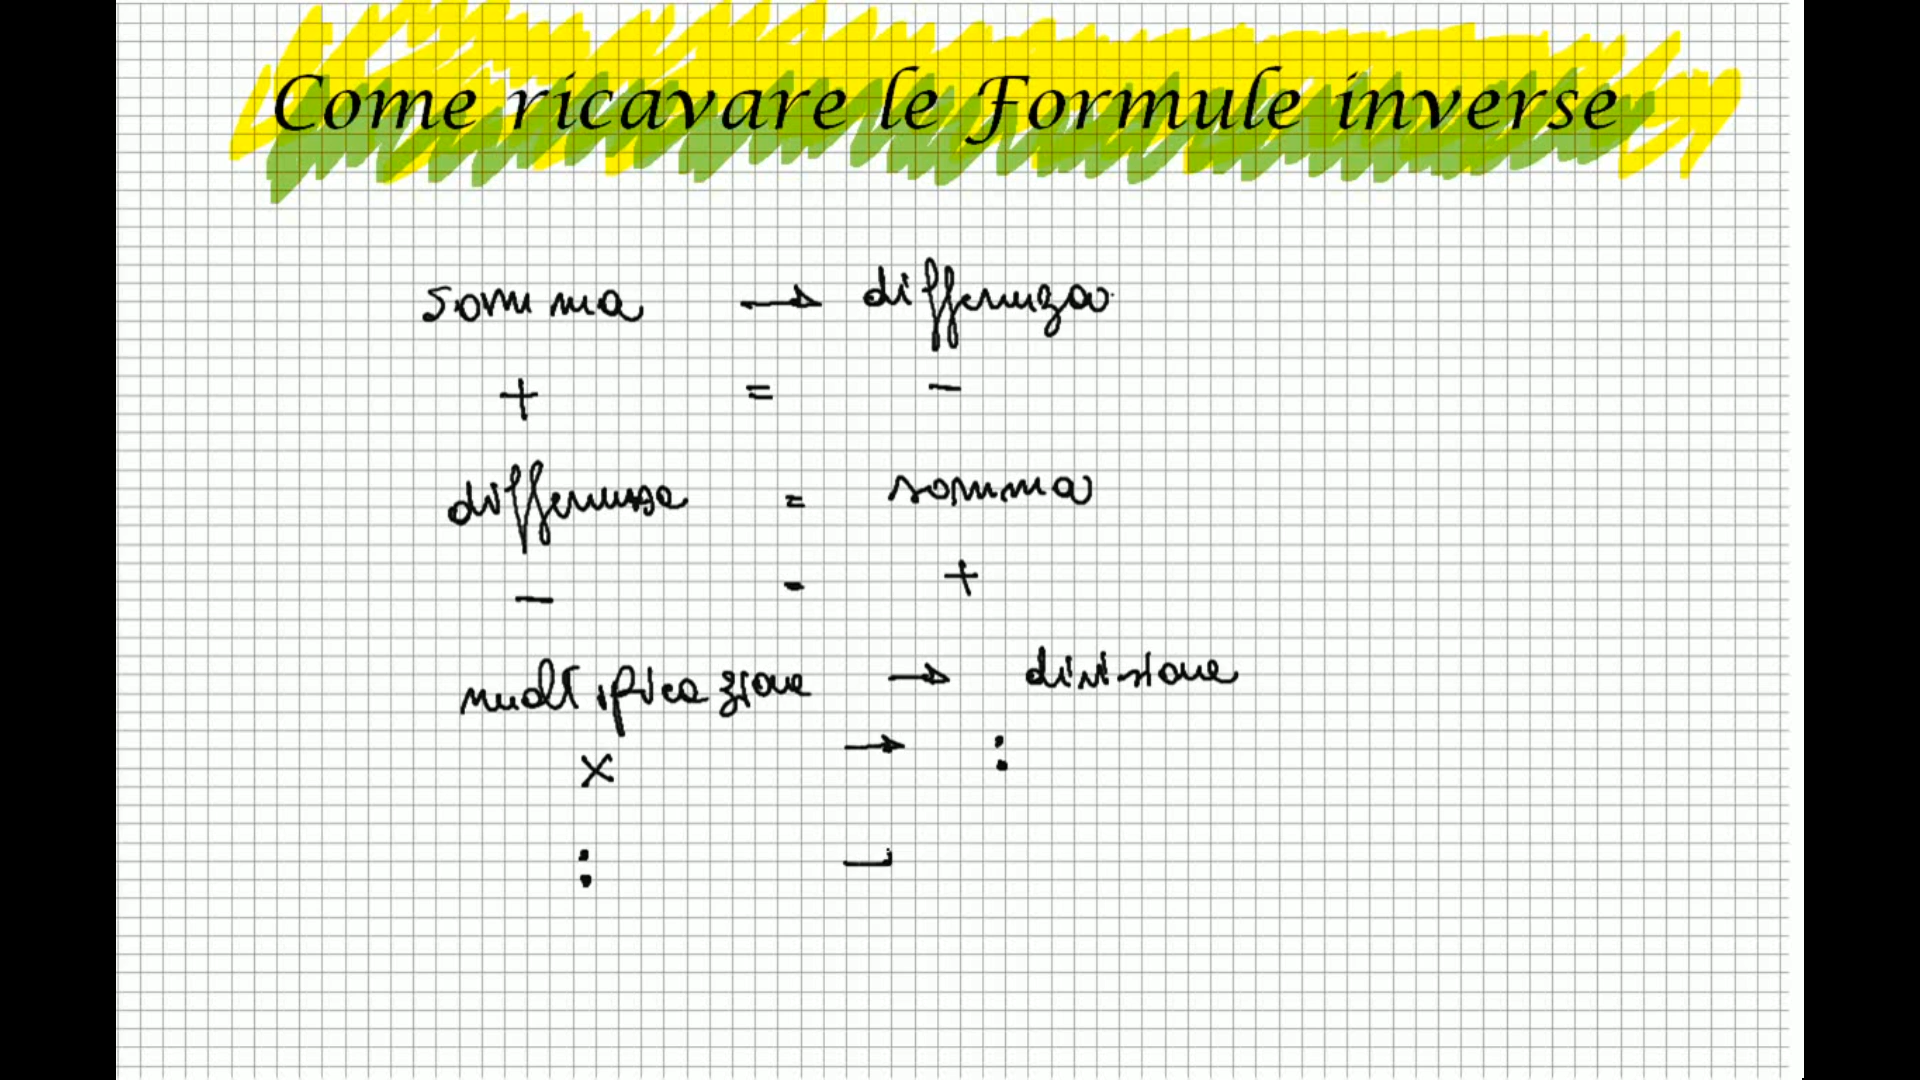 Come ricavare le Formule inverse
somma → differenza
+ = -
differenza = somma
- - +
moltiplicazione → divisione
x → :
: